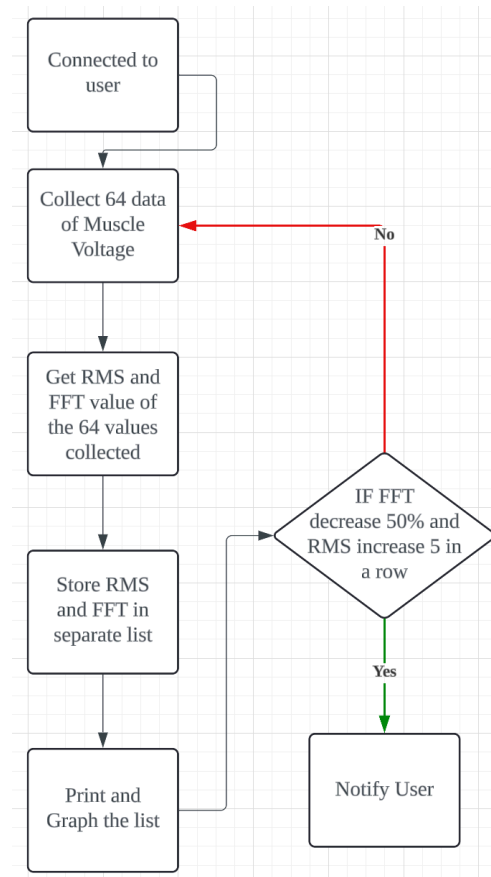 Connected to
user
Collect 64 data
of Muscle
Voltage
No
Get RMS and
FFT value of
the 64 values
collected
IF FFT
decrease 50% and
RMS increase 5 in
a row
Store RMS
and FFT in
separate list
Yes
Print and
Graph the list
Notify User